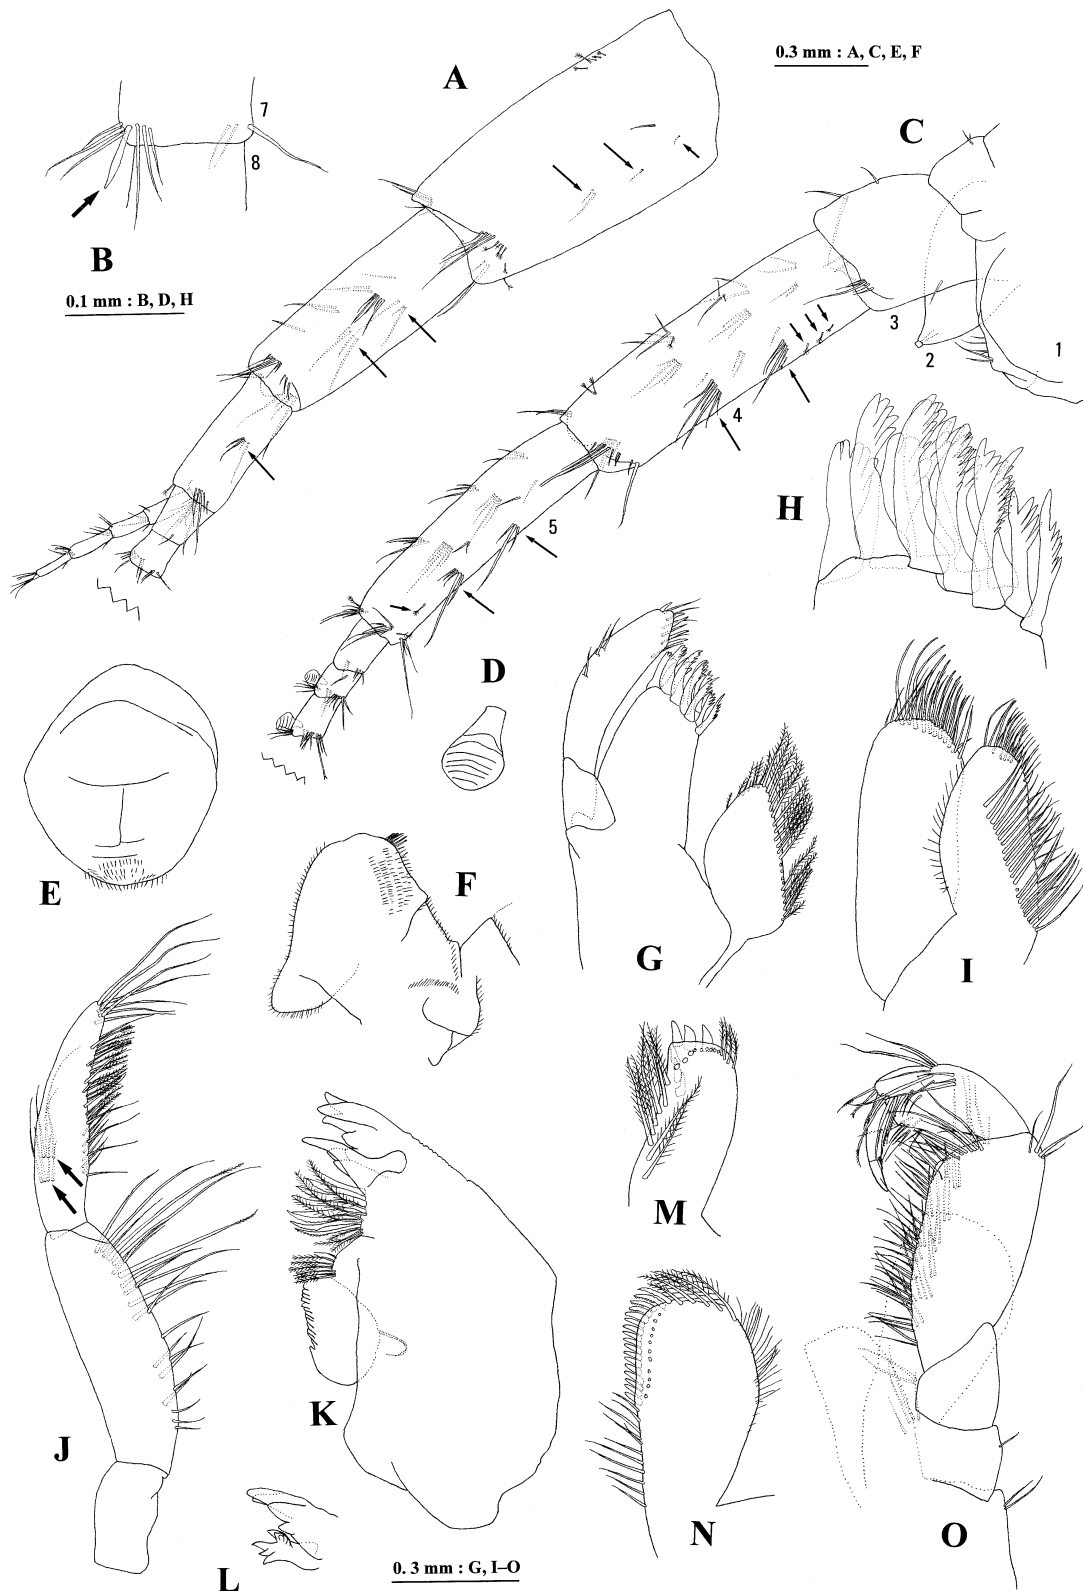 0.3 mm : A, C, E, F
A
7
C
8
B
0.1 mm : B, D, H
3
1
2
4
H
5
D
E
F
G
I
M
K
J
N
O
L
0. 3 mm : G, I–O